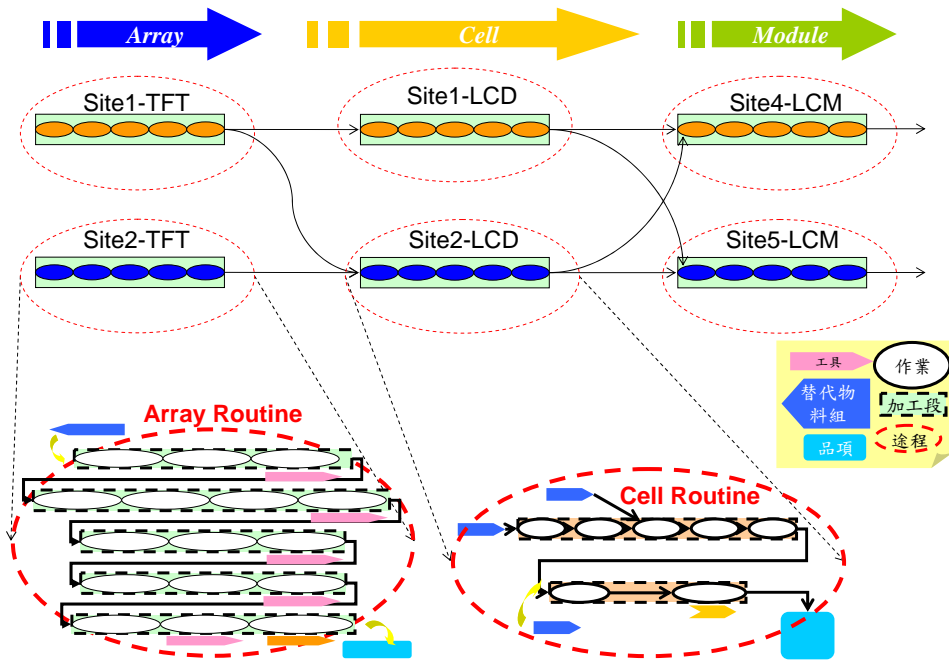 Array
Cell
Module
Site1-TFT
Site1-LCD
Site4-LCM
Site2-TFT
Site2-LCD
Site5-LCM
工具
作業
替代物
料組
加工段
品項
途程
Array Routine
Cell Routine